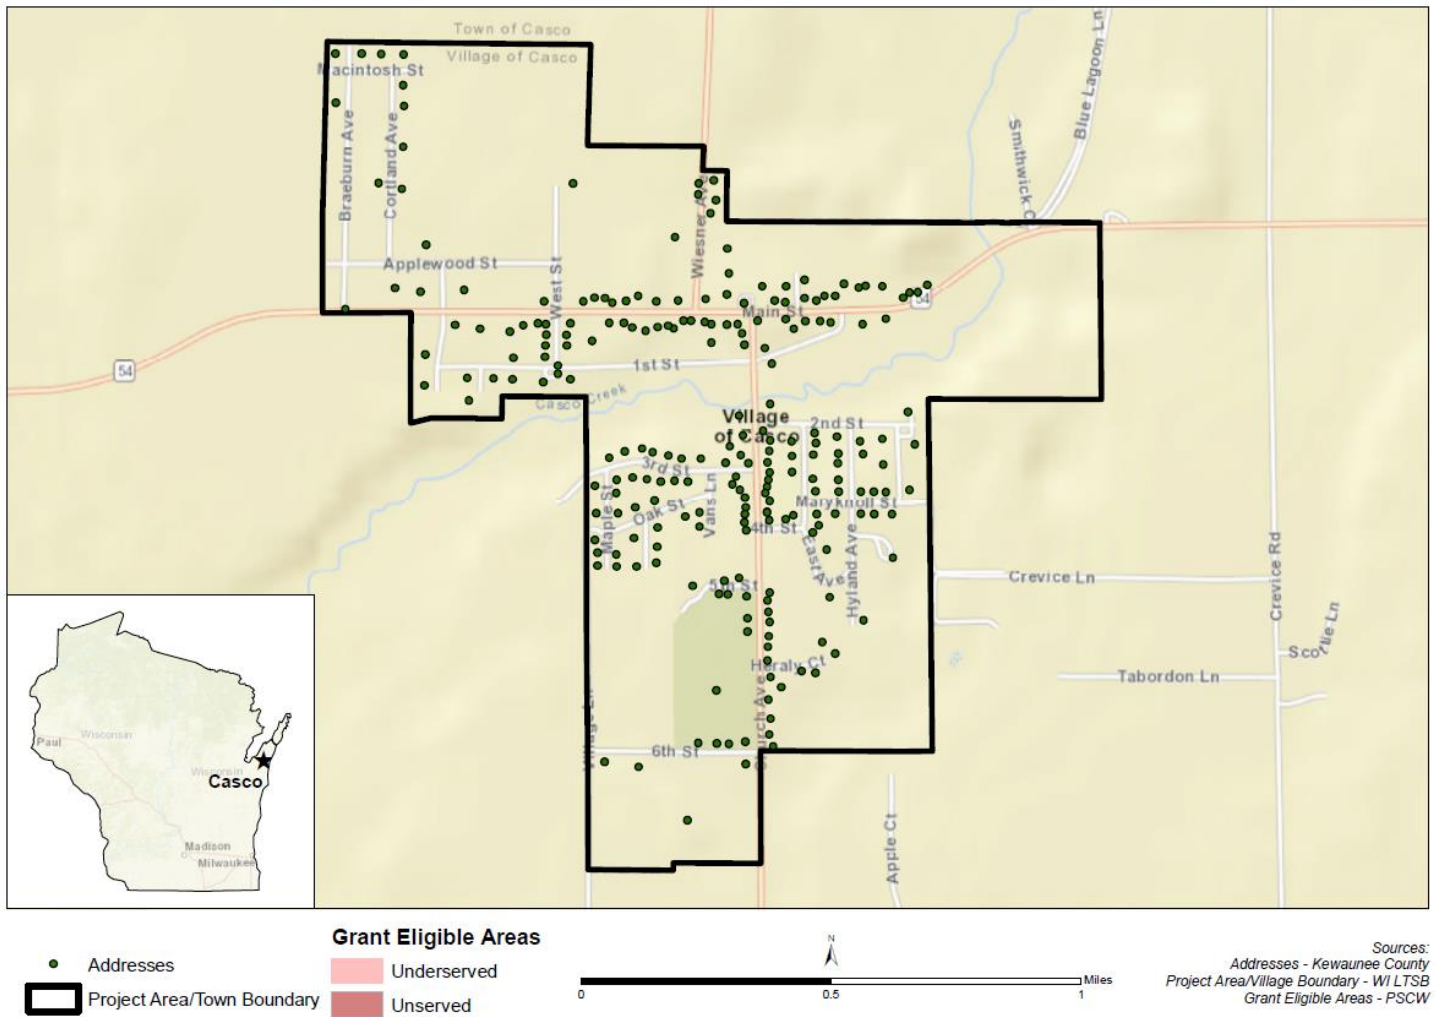 Town of Casco
Village of Casco
Macintosh St
Braeburn Ave
Cortland Ave
Applewood St
West St
Wiesner Ave
Smithwick C
Blue Lagoon Ln
54
Main St
54
1st St
Casco Creek
Village
of Casco
2nd St
3rd St
Maple St
Oak St
Vans Ln
Maryknoll St
4th St
East Ave
Hyland Ave
5th St
Crevice Ln
Crevice Rd
Heraly Ct
Tabordon Ln
Village Ln
Church Ave
6th St
Apple Ct
Paul
Wisconsin
Wisconsin
Casco
Madison
Milwaukee
Addresses
Project Area/Town Boundary
Grant Eligible Areas
Underserved
Unserved
N
0
0.5
1
Miles
Sources:
Addresses - Kewaunee County
Project Area/Village Boundary - WI LTSB
Grant Eligible Areas - PSCW